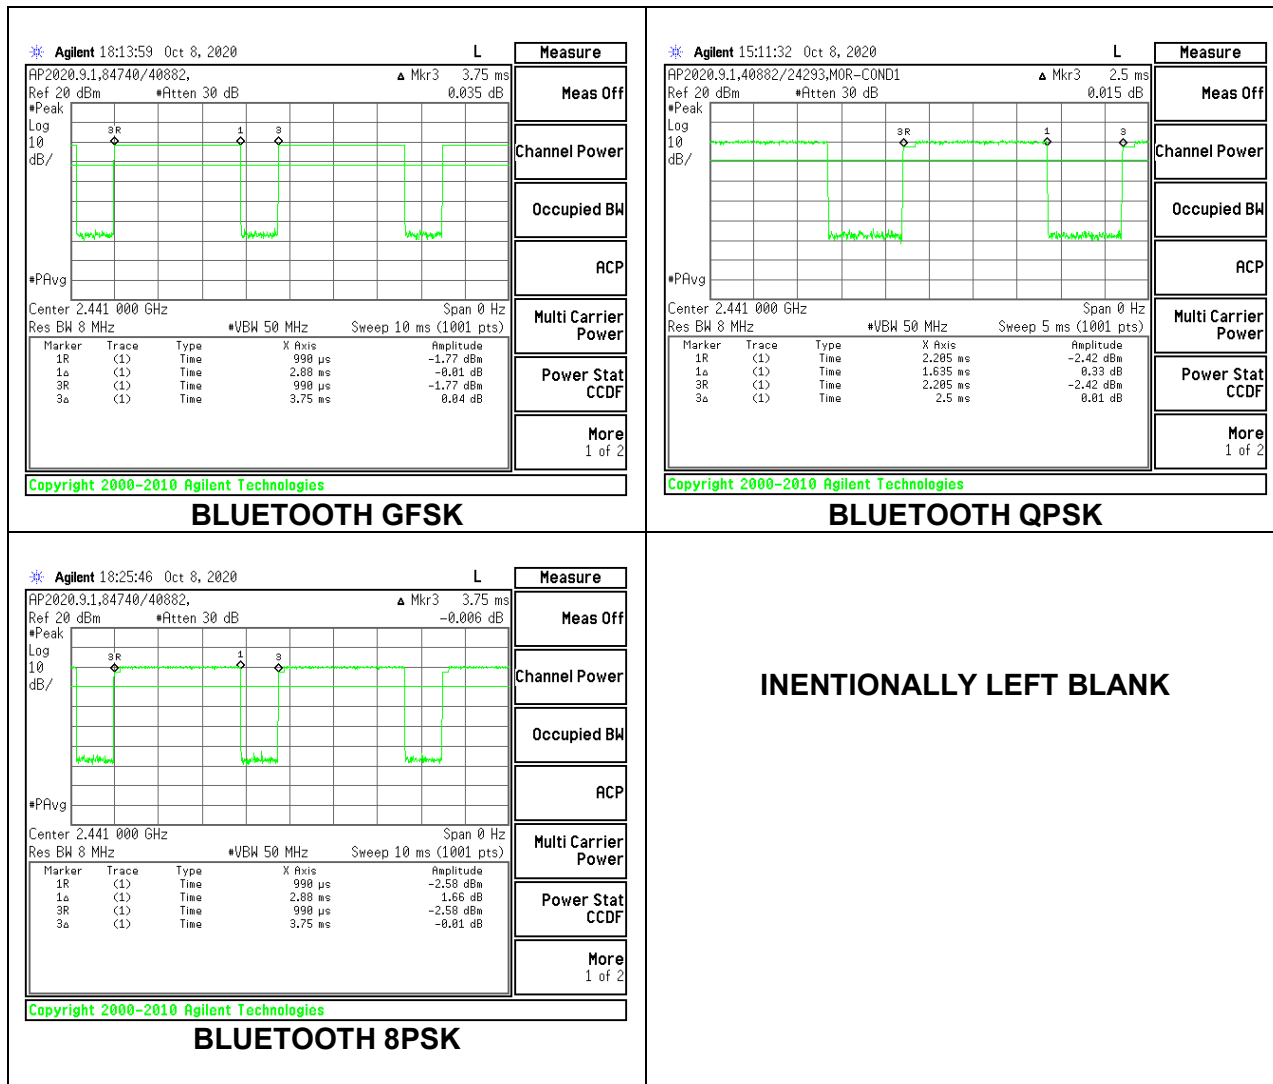 Agilent 18:13:59 Oct 8, 2020 L Measure
AP2020.9.1,84740/40882, Δ Mkr3 3.75 ms
Ref 20 dBm #Atten 30 dB 0.035 dB Meas Off
#Peak
Log
10
dB/
3R 1 3
Channel Power
Occupied BW
ACP
#PAvg
Center 2.441 000 GHz Span 0 Hz
Res BW 8 MHz #VBW 50 MHz Sweep 10 ms (1001 pts)
Multi Carrier
Power
Marker Trace Type X Axis Amplitude
1R (1) Time 990 µs -1.77 dBm
1Δ (1) Time 2.88 ms -0.01 dB
3R (1) Time 990 µs -1.77 dBm
3Δ (1) Time 3.75 ms 0.04 dB
Power Stat
CCDF
More
1 of 2
Copyright 2000-2010 Agilent Technologies
BLUETOOTH GFSK
Agilent 15:11:32 Oct 8, 2020 L Measure
AP2020.9.1,40882/24293,MOR-COND1 Δ Mkr3 2.5 ms
Ref 20 dBm #Atten 30 dB 0.015 dB Meas Off
#Peak
Log
10
dB/
3R 1 3
Channel Power
Occupied BW
ACP
#PAvg
Center 2.441 000 GHz Span 0 Hz
Res BW 8 MHz #VBW 50 MHz Sweep 5 ms (1001 pts)
Multi Carrier
Power
Marker Trace Type X Axis Amplitude
1R (1) Time 2.205 ms -2.42 dBm
1Δ (1) Time 1.635 ms 0.33 dB
3R (1) Time 2.205 ms -2.42 dBm
3Δ (1) Time 2.5 ms 0.01 dB
Power Stat
CCDF
More
1 of 2
Copyright 2000-2010 Agilent Technologies
BLUETOOTH QPSK
Agilent 18:25:46 Oct 8, 2020 L Measure
AP2020.9.1,84740/40882, Δ Mkr3 3.75 ms
Ref 20 dBm #Atten 30 dB -0.006 dB Meas Off
#Peak
Log
10
dB/
3R 1 3
Channel Power
Occupied BW
ACP
#PAvg
Center 2.441 000 GHz Span 0 Hz
Res BW 8 MHz #VBW 50 MHz Sweep 10 ms (1001 pts)
Multi Carrier
Power
Marker Trace Type X Axis Amplitude
1R (1) Time 990 µs -2.58 dBm
1Δ (1) Time 2.88 ms 1.66 dB
3R (1) Time 990 µs -2.58 dBm
3Δ (1) Time 3.75 ms -0.01 dB
Power Stat
CCDF
More
1 of 2
Copyright 2000-2010 Agilent Technologies
BLUETOOTH 8PSK
INENTIONALLY LEFT BLANK